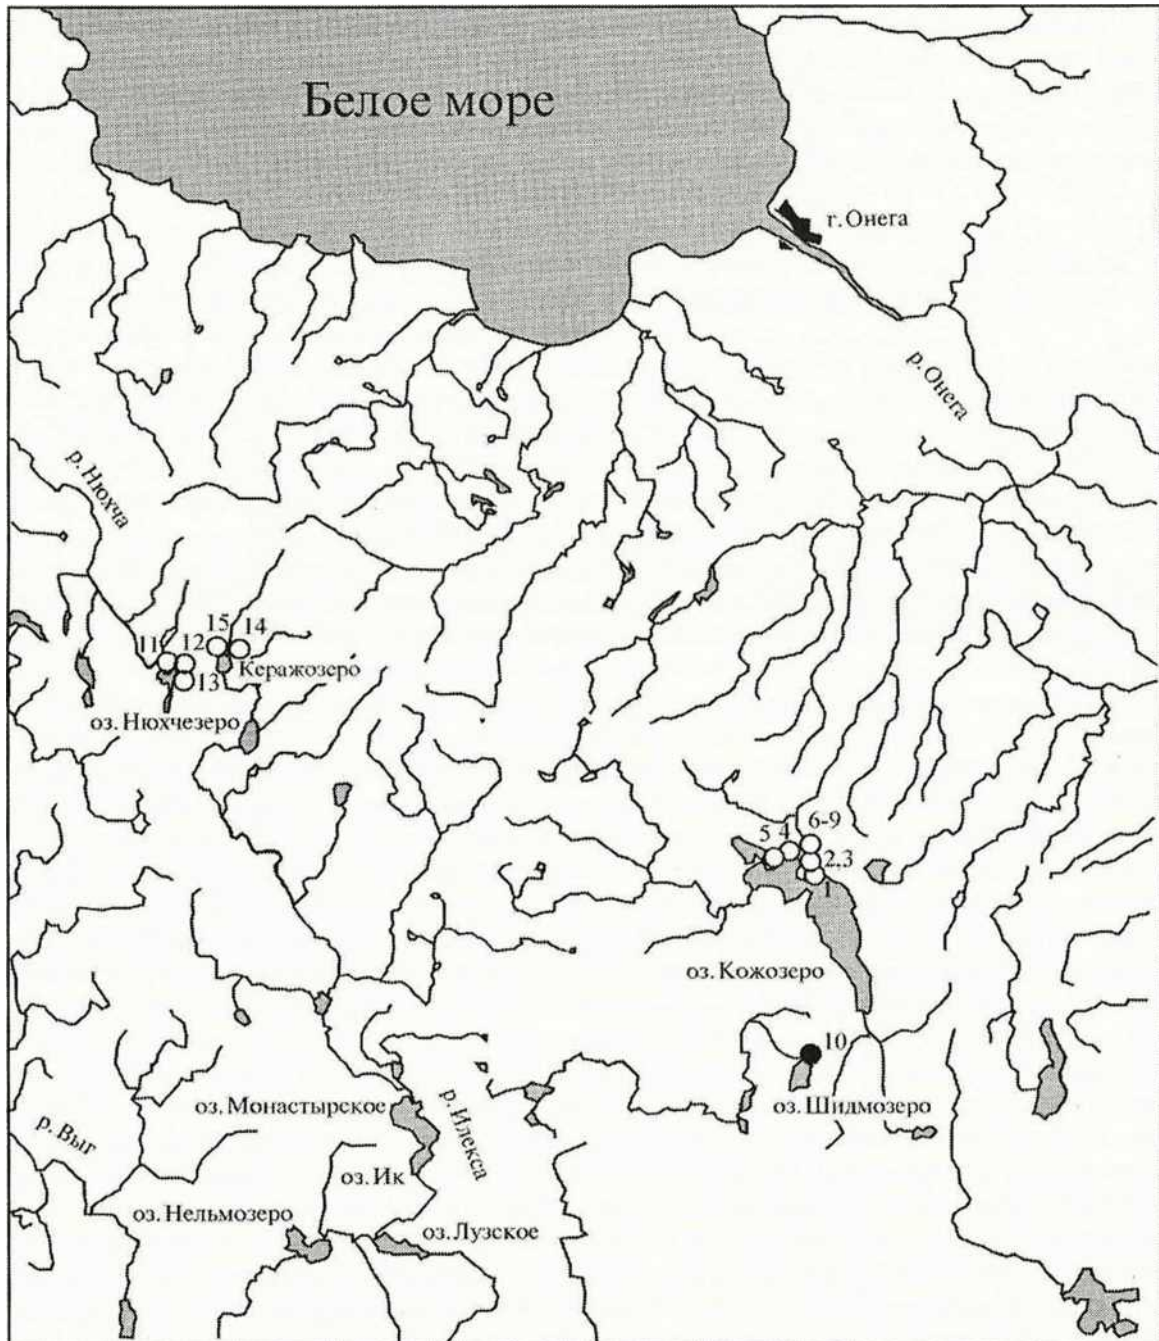 Белое море
г. Онега
р. Онега
р. Нюхча
15
14
11
12
Керажозеро
13
оз. Нюхчезеро
6-9
5
4
2,3
1
оз. Кожозеро
10
оз. Шидмозеро
оз. Монастырское
р. Илекса
р. Выг
оз. Ик
оз. Нельмозеро
оз. Лузское